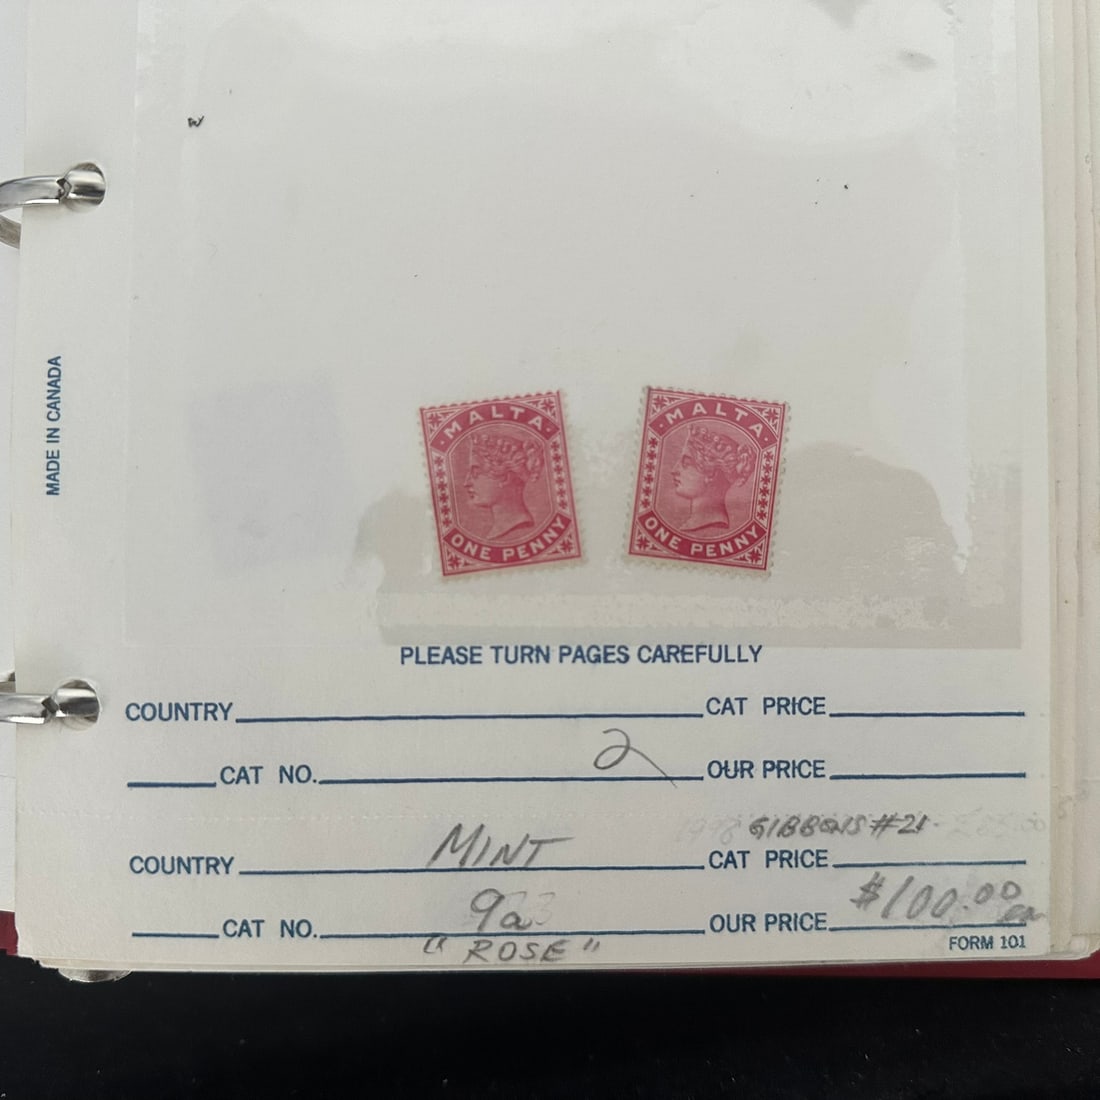 MADE IN CANADA
MALTA
ONE PENNY
MALTA
ONE PENNY
PLEASE TURN PAGES CAREFULLY
COUNTRY CAT PRICE
2
CAT NO. OUR PRICE
GIBBONS #21
MINT
COUNTRY CAT PRICE
9a $100.00 ea
CAT NO. OUR PRICE
"ROSE"
FORM 101